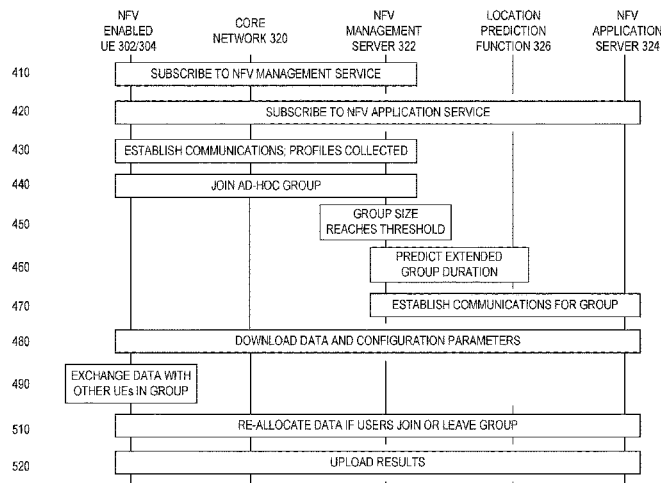 NFV
ENABLED
UE 302/304
CORE
NETWORK 320
NFV
MANAGEMENT
SERVER 322
LOCATION
PREDICTION
FUNCTION 326
NFV
APPLICATION
SERVER 324
410
SUBSCRIBE TO NFV MANAGEMENT SERVICE
420
SUBSCRIBE TO NFV APPLICATION SERVICE
430
ESTABLISH COMMUNICATIONS; PROFILES COLLECTED
440
JOIN AD-HOC GROUP
450
GROUP SIZE
REACHES THRESHOLD
460
PREDICT EXTENDED
GROUP DURATION
470
ESTABLISH COMMUNICATIONS FOR GROUP
480
DOWNLOAD DATA AND CONFIGURATION PARAMETERS
490
EXCHANGE DATA WITH
OTHER UEs IN GROUP
510
RE-ALLOCATE DATA IF USERS JOIN OR LEAVE GROUP
520
UPLOAD RESULTS